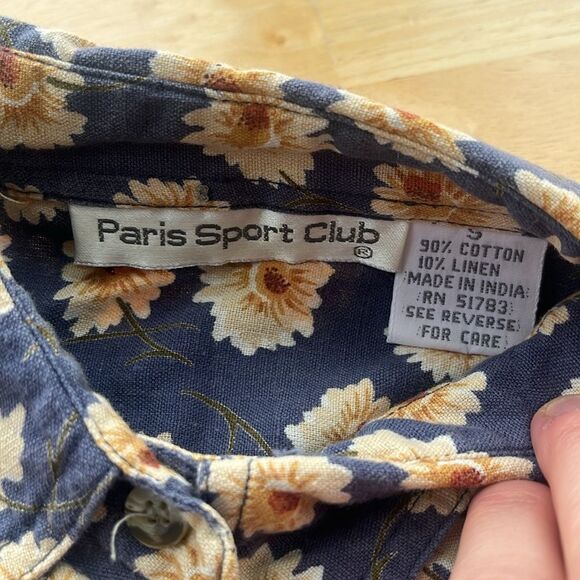 Paris Sport Club
®
S
90% COTTON
10% LINEN
MADE IN INDIA
RN 51783
SEE REVERSE
FOR CARE